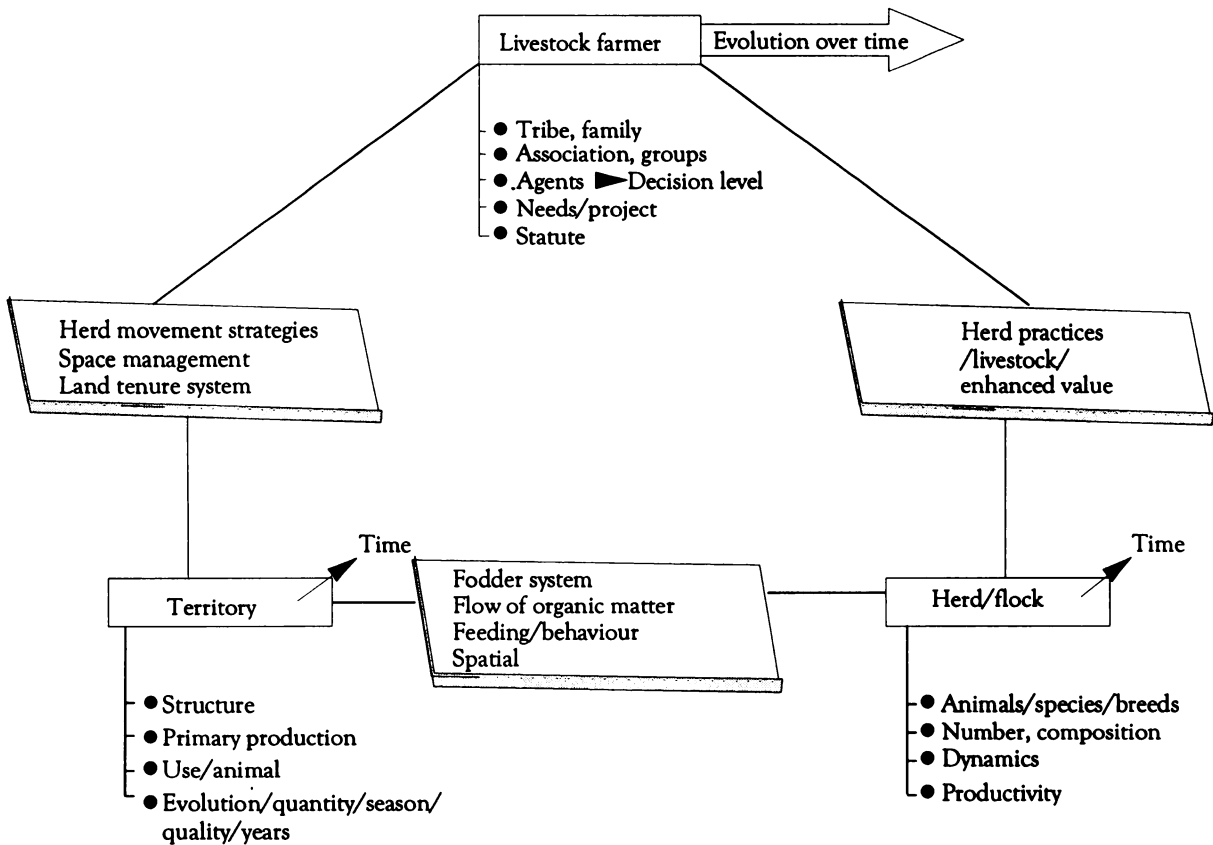 Livestock farmer
Evolution over time
● Tribe, family
● Association, groups
● .Agents ►Decision level
● Needs/project
● Statute
Herd movement strategies
Space management
Land tenure system
Herd practices
/livestock/
enhanced value
Time
Territory
Fodder system
Flow of organic matter
Feeding/behaviour
Spatial
Time
Herd/flock
● Structure
● Primary production
● Use/animal
● Evolution/quantity/season/
quality/years
● Animals/species/breeds
● Number, composition
● Dynamics
● Productivity